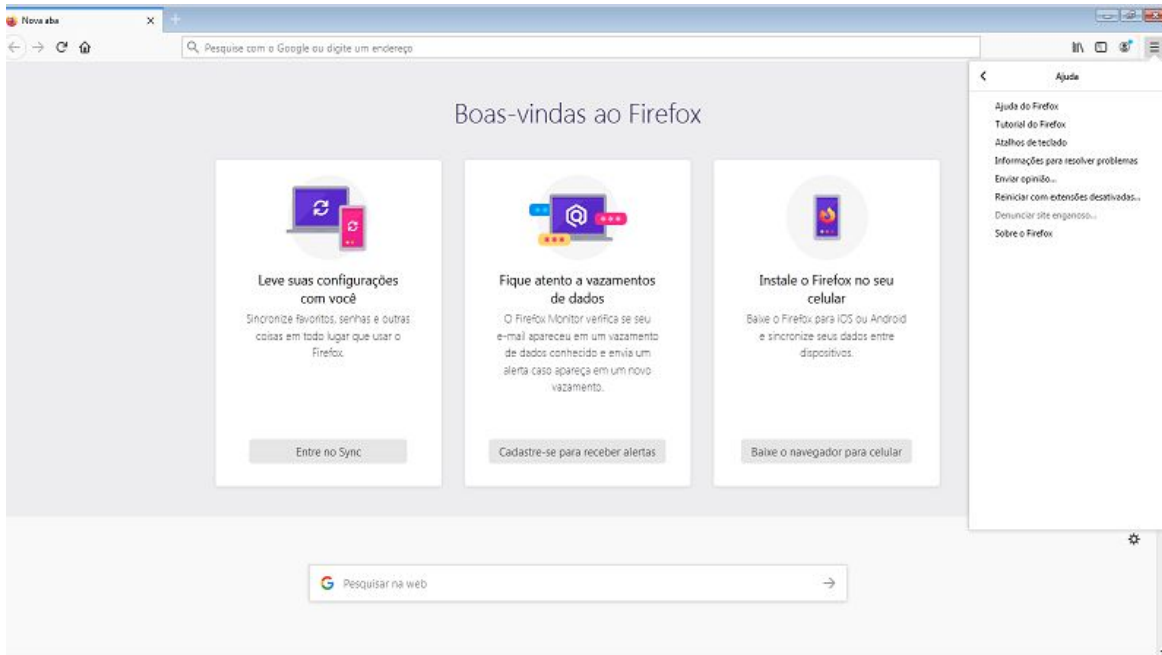 Nova aba
Pesquise com o Google ou digite um endereço
Ajuda
Ajuda do Firefox
Tutorial do Firefox
Atalhos de teclado
Informações para resolver problemas
Enviar opinião...
Reiniciar com extensões desativadas...
Denunciar site enganoso...
Sobre o Firefox
Boas-vindas ao Firefox
Leve suas configurações
com você
Sincronize favoritos, senhas e outras
coisas em todo lugar que usar o
Firefox.
Entre no Sync
Fique atento a vazamentos
de dados
O Firefox Monitor verifica se seu
e-mail apareceu em um vazamento
de dados conhecido e envia um
alerta caso apareça em um novo
vazamento.
Cadastre-se para receber alertas
Instale o Firefox no seu
celular
Baixe o Firefox para iOS ou Android
e sincronize seus dados entre
dispositivos.
Baixe o navegador para celular
Pesquisar na web